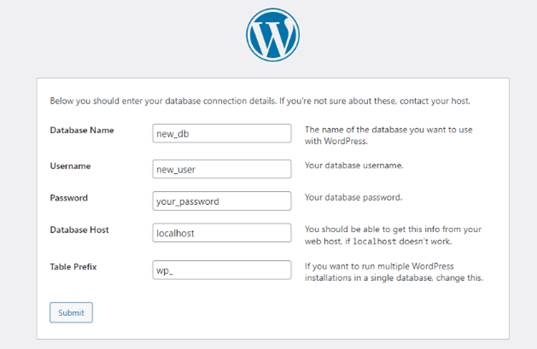 Below you should enter your database connection details. If you're not sure about these, contact your host.
Database Name
new_db
The name of the database you want to use
with WordPress.
Username
new_user
Your database username.
Password
your_password
Your database password.
Database Host
localhost
You should be able to get this info from your
web host, if localhost doesn't work.
Table Prefix
wp_
If you want to run multiple WordPress
installations in a single database, change this.
Submit